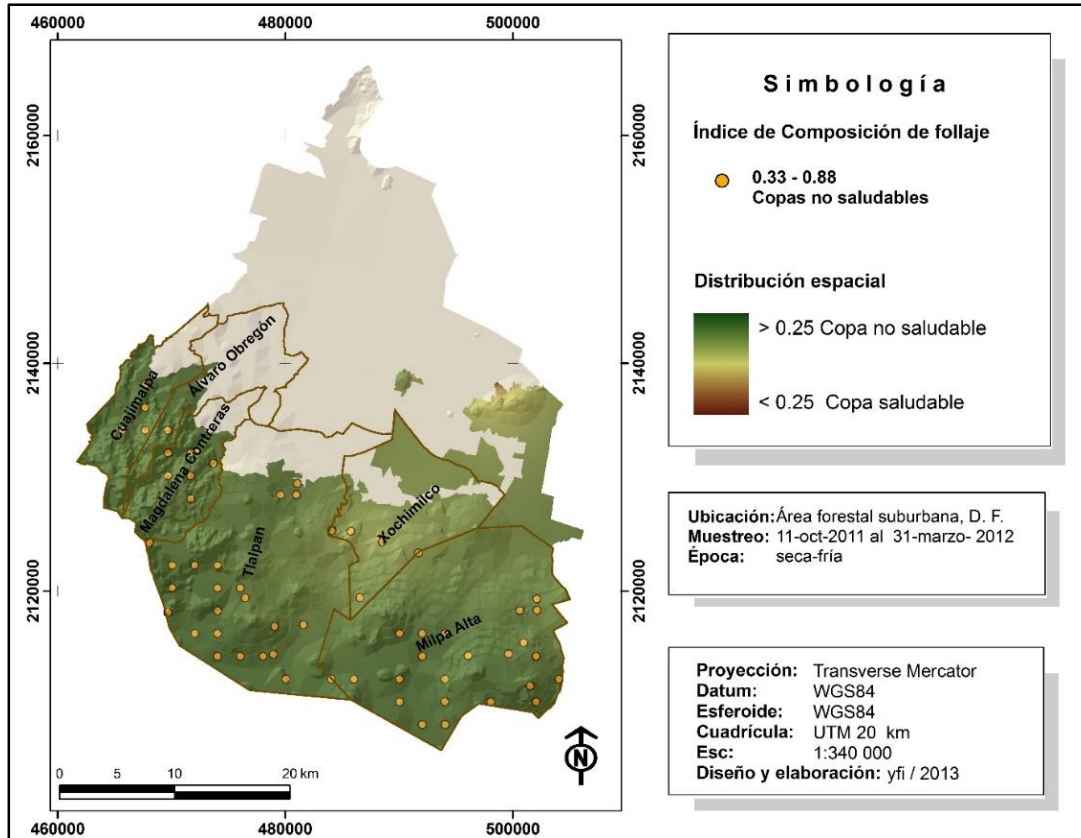 460000 480000 500000
2160000 2160000
2140000 2140000
2120000 2120000
Álvaro Obregón
Cuajimalpa
Magdalena Contreras
Tlalpan
Xochimilco
Milpa Alta
0 5 10 20 km
N
460000 480000 500000
Simbología
Índice de Composición de follaje
0.33 - 0.88
Copas no saludables
Distribución espacial
> 0.25 Copa no saludable
< 0.25 Copa saludable
Ubicación: Área forestal suburbana, D. F.
Muestreo: 11-oct-2011 al 31-marzo- 2012
Época: seca-fría
Proyección: Transverse Mercator
Datum: WGS84
Esferoide: WGS84
Cuadrícula: UTM 20 km
Esc: 1:340 000
Diseño y elaboración: yfi / 2013